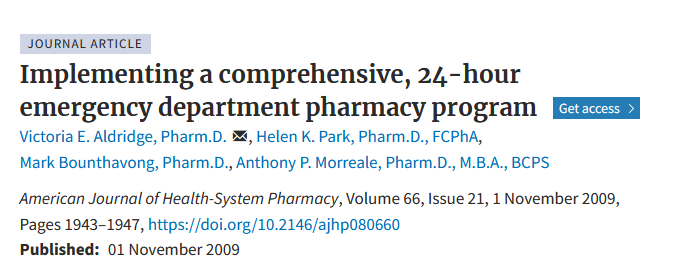 JOURNAL ARTICLE
Implementing a comprehensive, 24-hour
emergency department pharmacy program Get access
Victoria E. Aldridge, Pharm.D. , Helen K. Park, Pharm.D., FCPhA,
Mark Bounthavong, Pharm.D., Anthony P. Morreale, Pharm.D., M.B.A., BCPS
American Journal of Health-System Pharmacy, Volume 66, Issue 21, 1 November 2009,
Pages 1943–1947, https://doi.org/10.2146/ajhp080660
Published: 01 November 2009